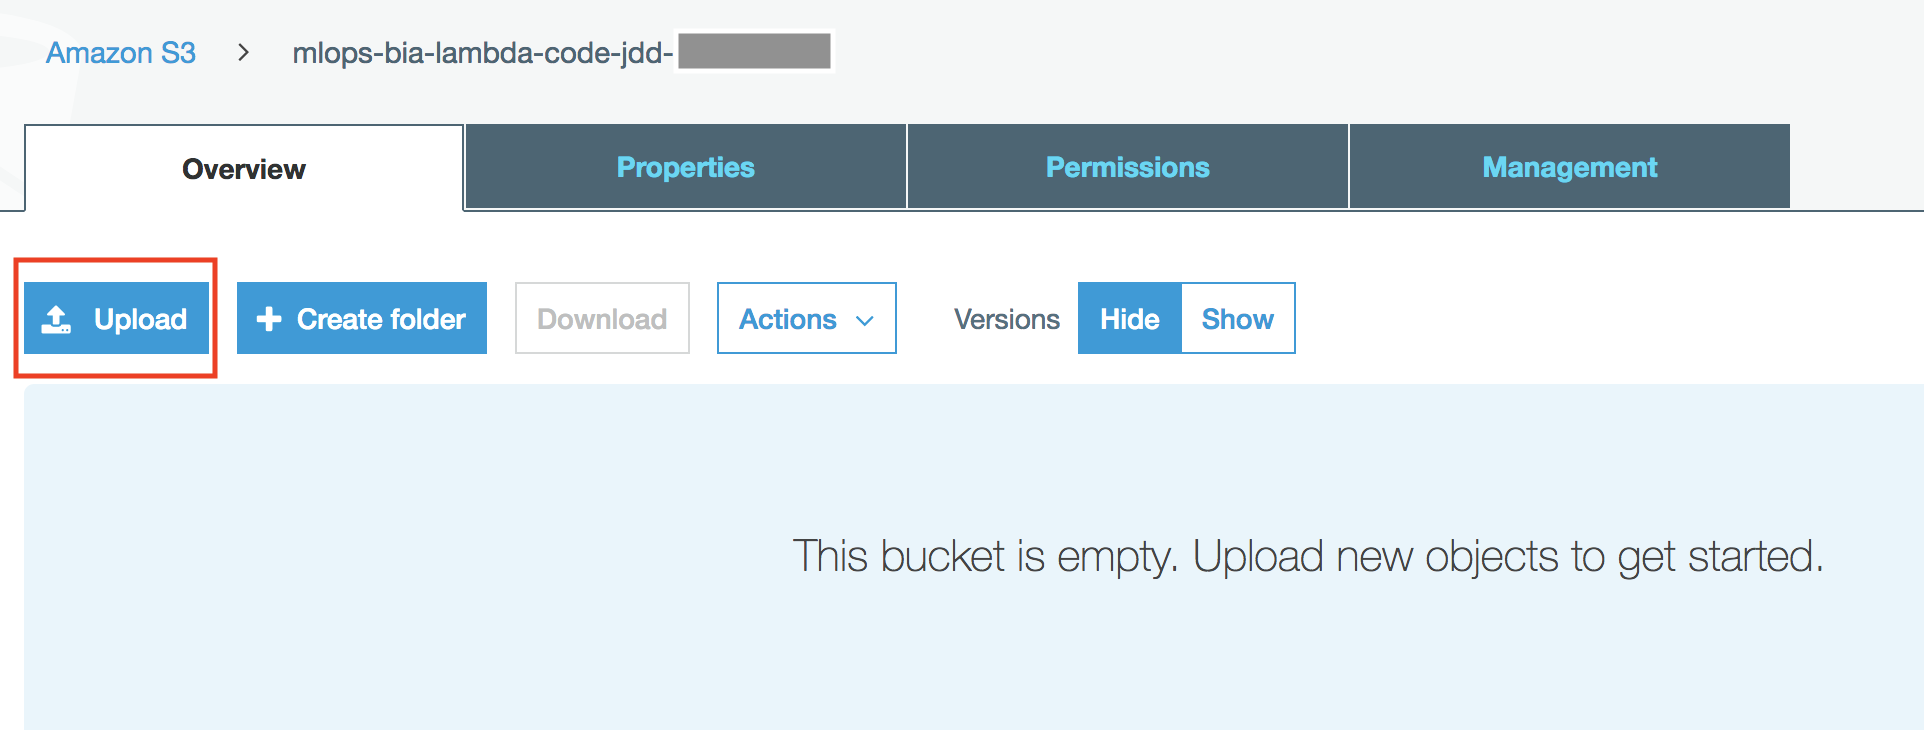 Amazon S3 > mlops-bia-lambda-code-jdd-
Overview Properties Permissions Management
Upload Create folder Download Actions Versions Hide Show
This bucket is empty. Upload new objects to get started.